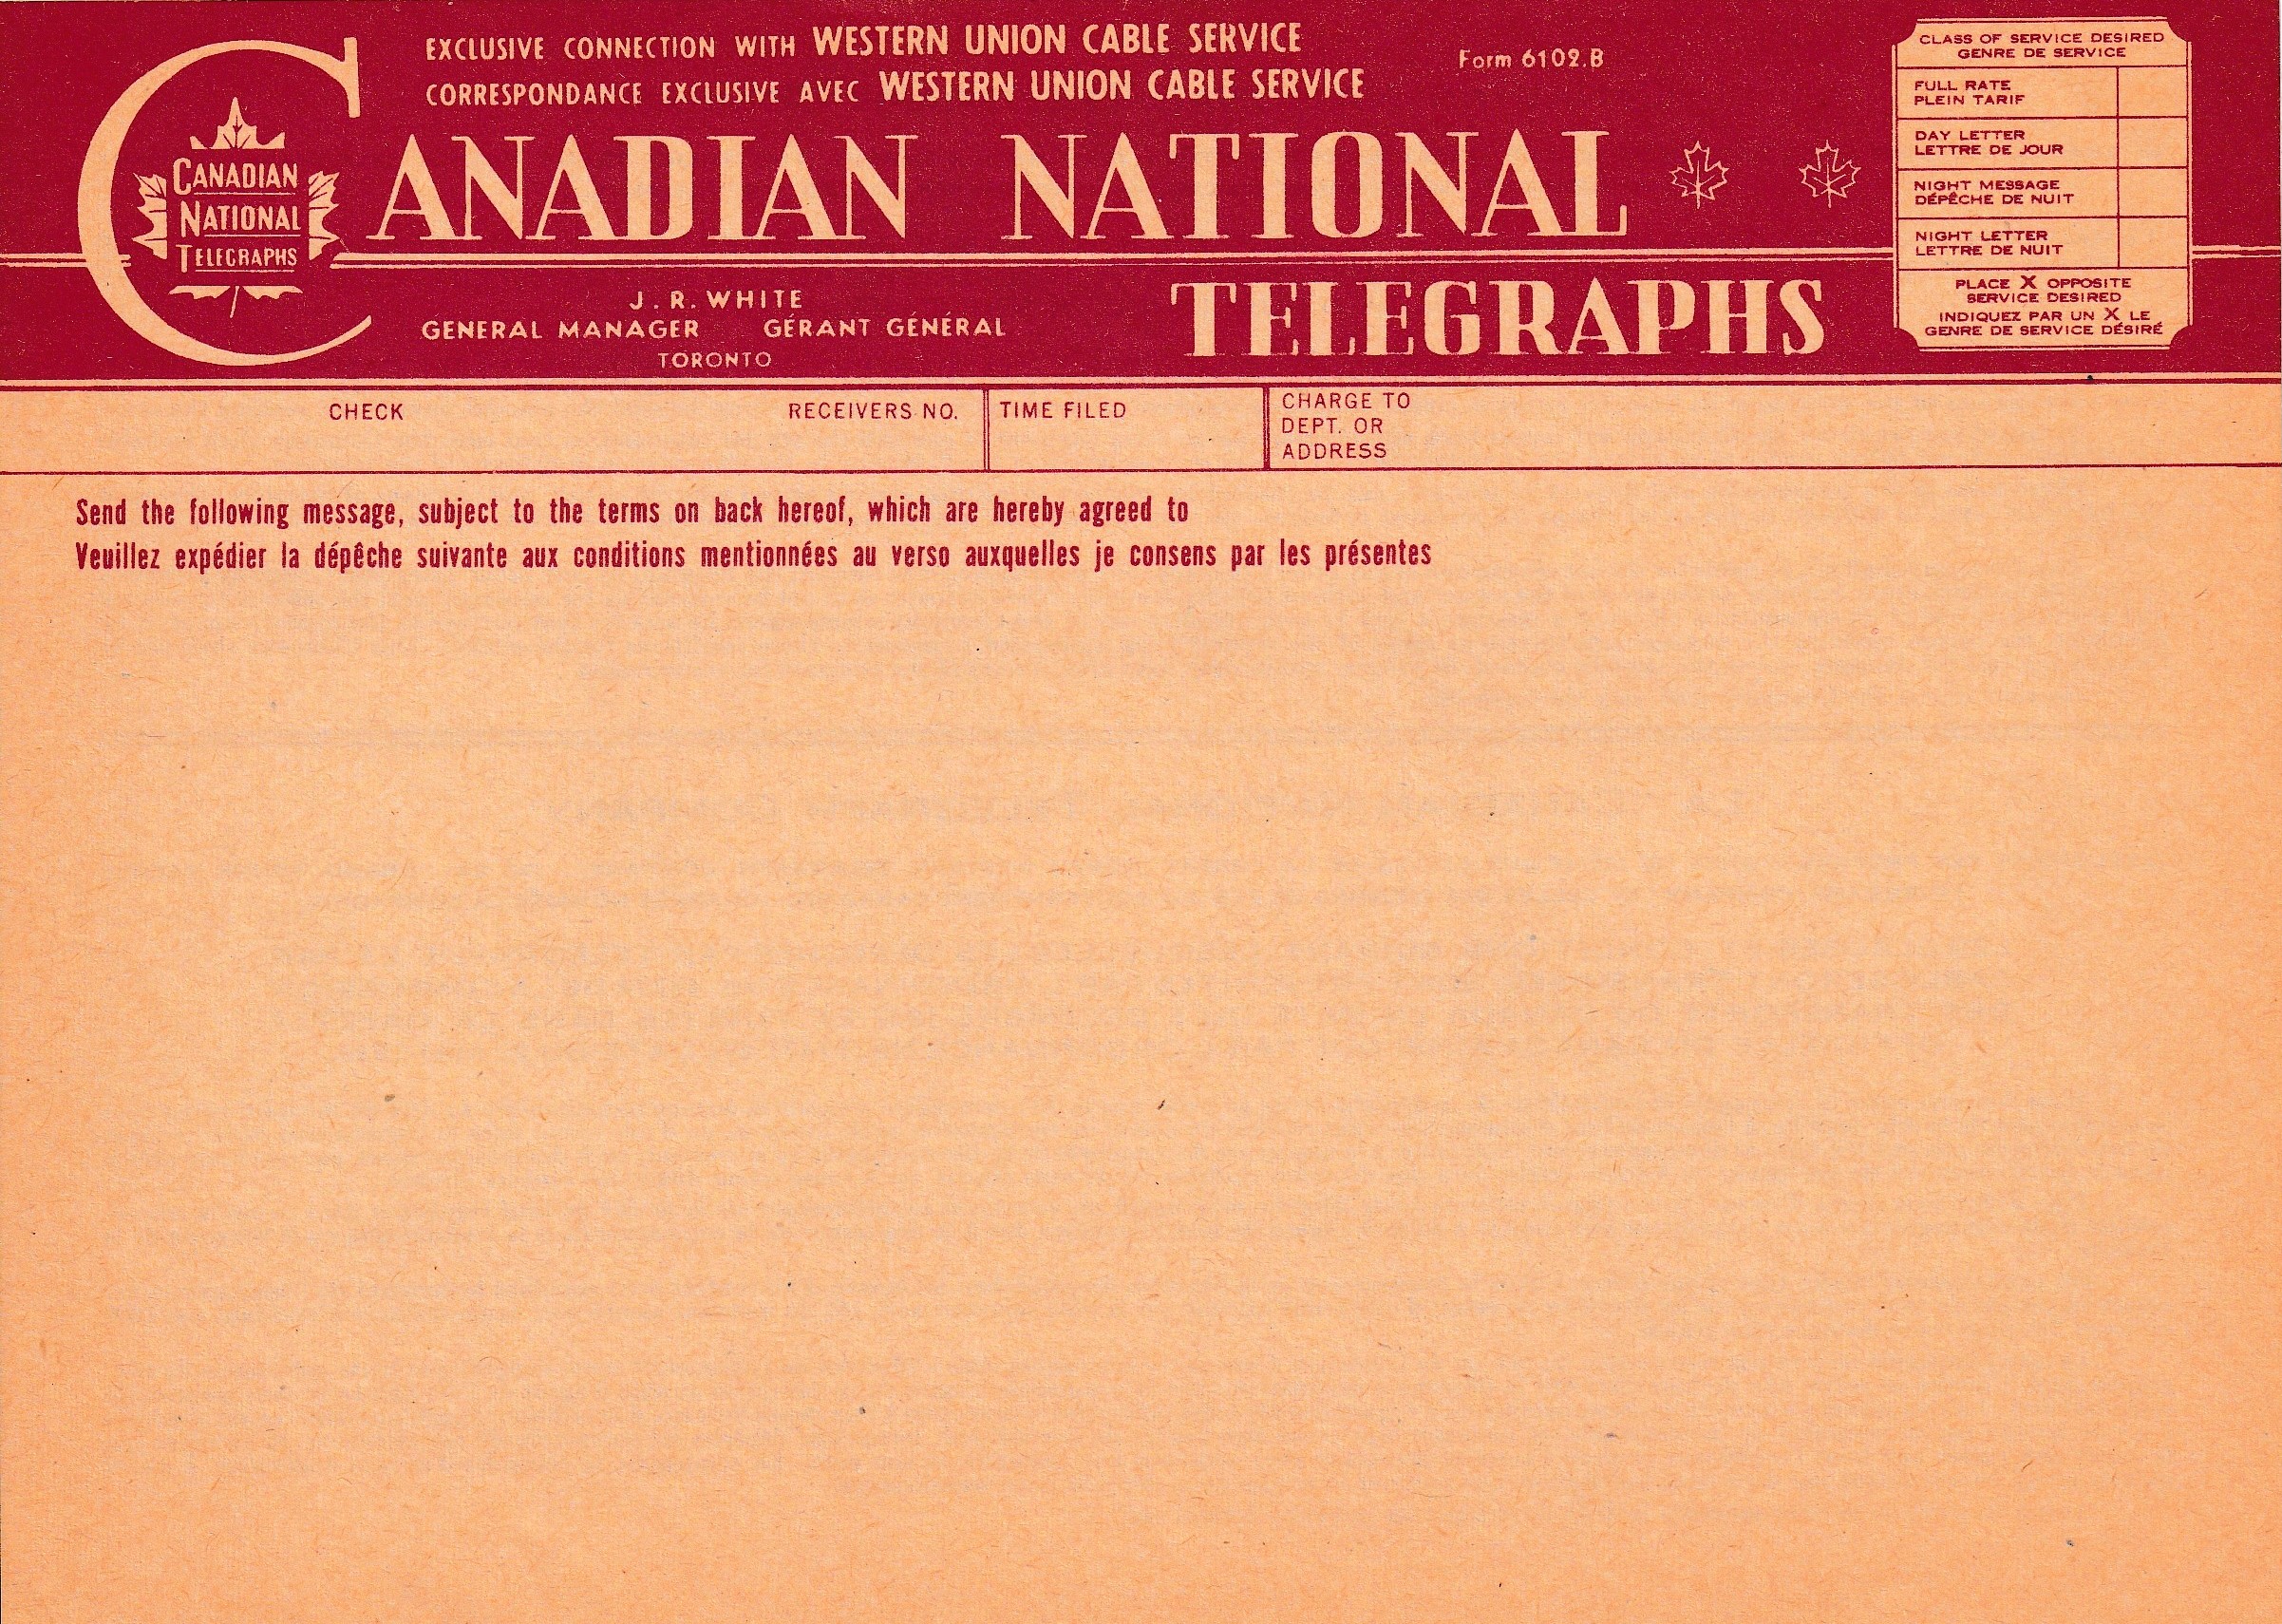 EXCLUSIVE CONNECTION WITH WESTERN UNION CABLE SERVICE
CORRESPONDANCE EXCLUSIVE AVEC WESTERN UNION CABLE SERVICE
Form 6102.B
CANADIAN NATIONAL
TELEGRAPHS
CANADIAN
NATIONAL
TELEGRAPHS
J. R. WHITE
GENERAL MANAGER GÉRANT GÉNÉRAL
TORONTO
CLASS OF SERVICE DESIRED
GENRE DE SERVICE
FULL RATE
PLEIN TARIF
DAY LETTER
LETTRE DE JOUR
NIGHT MESSAGE
DÉPÊCHE DE NUIT
NIGHT LETTER
LETTRE DE NUIT
PLACE X OPPOSITE
SERVICE DESIRED
INDIQUEZ PAR UN X LE
GENRE DE SERVICE DÉSIRÉ
CHECK
RECEIVERS NO.
TIME FILED
CHARGE TO
DEPT. OR
ADDRESS
Send the following message, subject to the terms on back hereof, which are hereby agreed to
Veuillez expédier la dépêche suivante aux conditions mentionnées au verso auxquelles je consens par les présentes